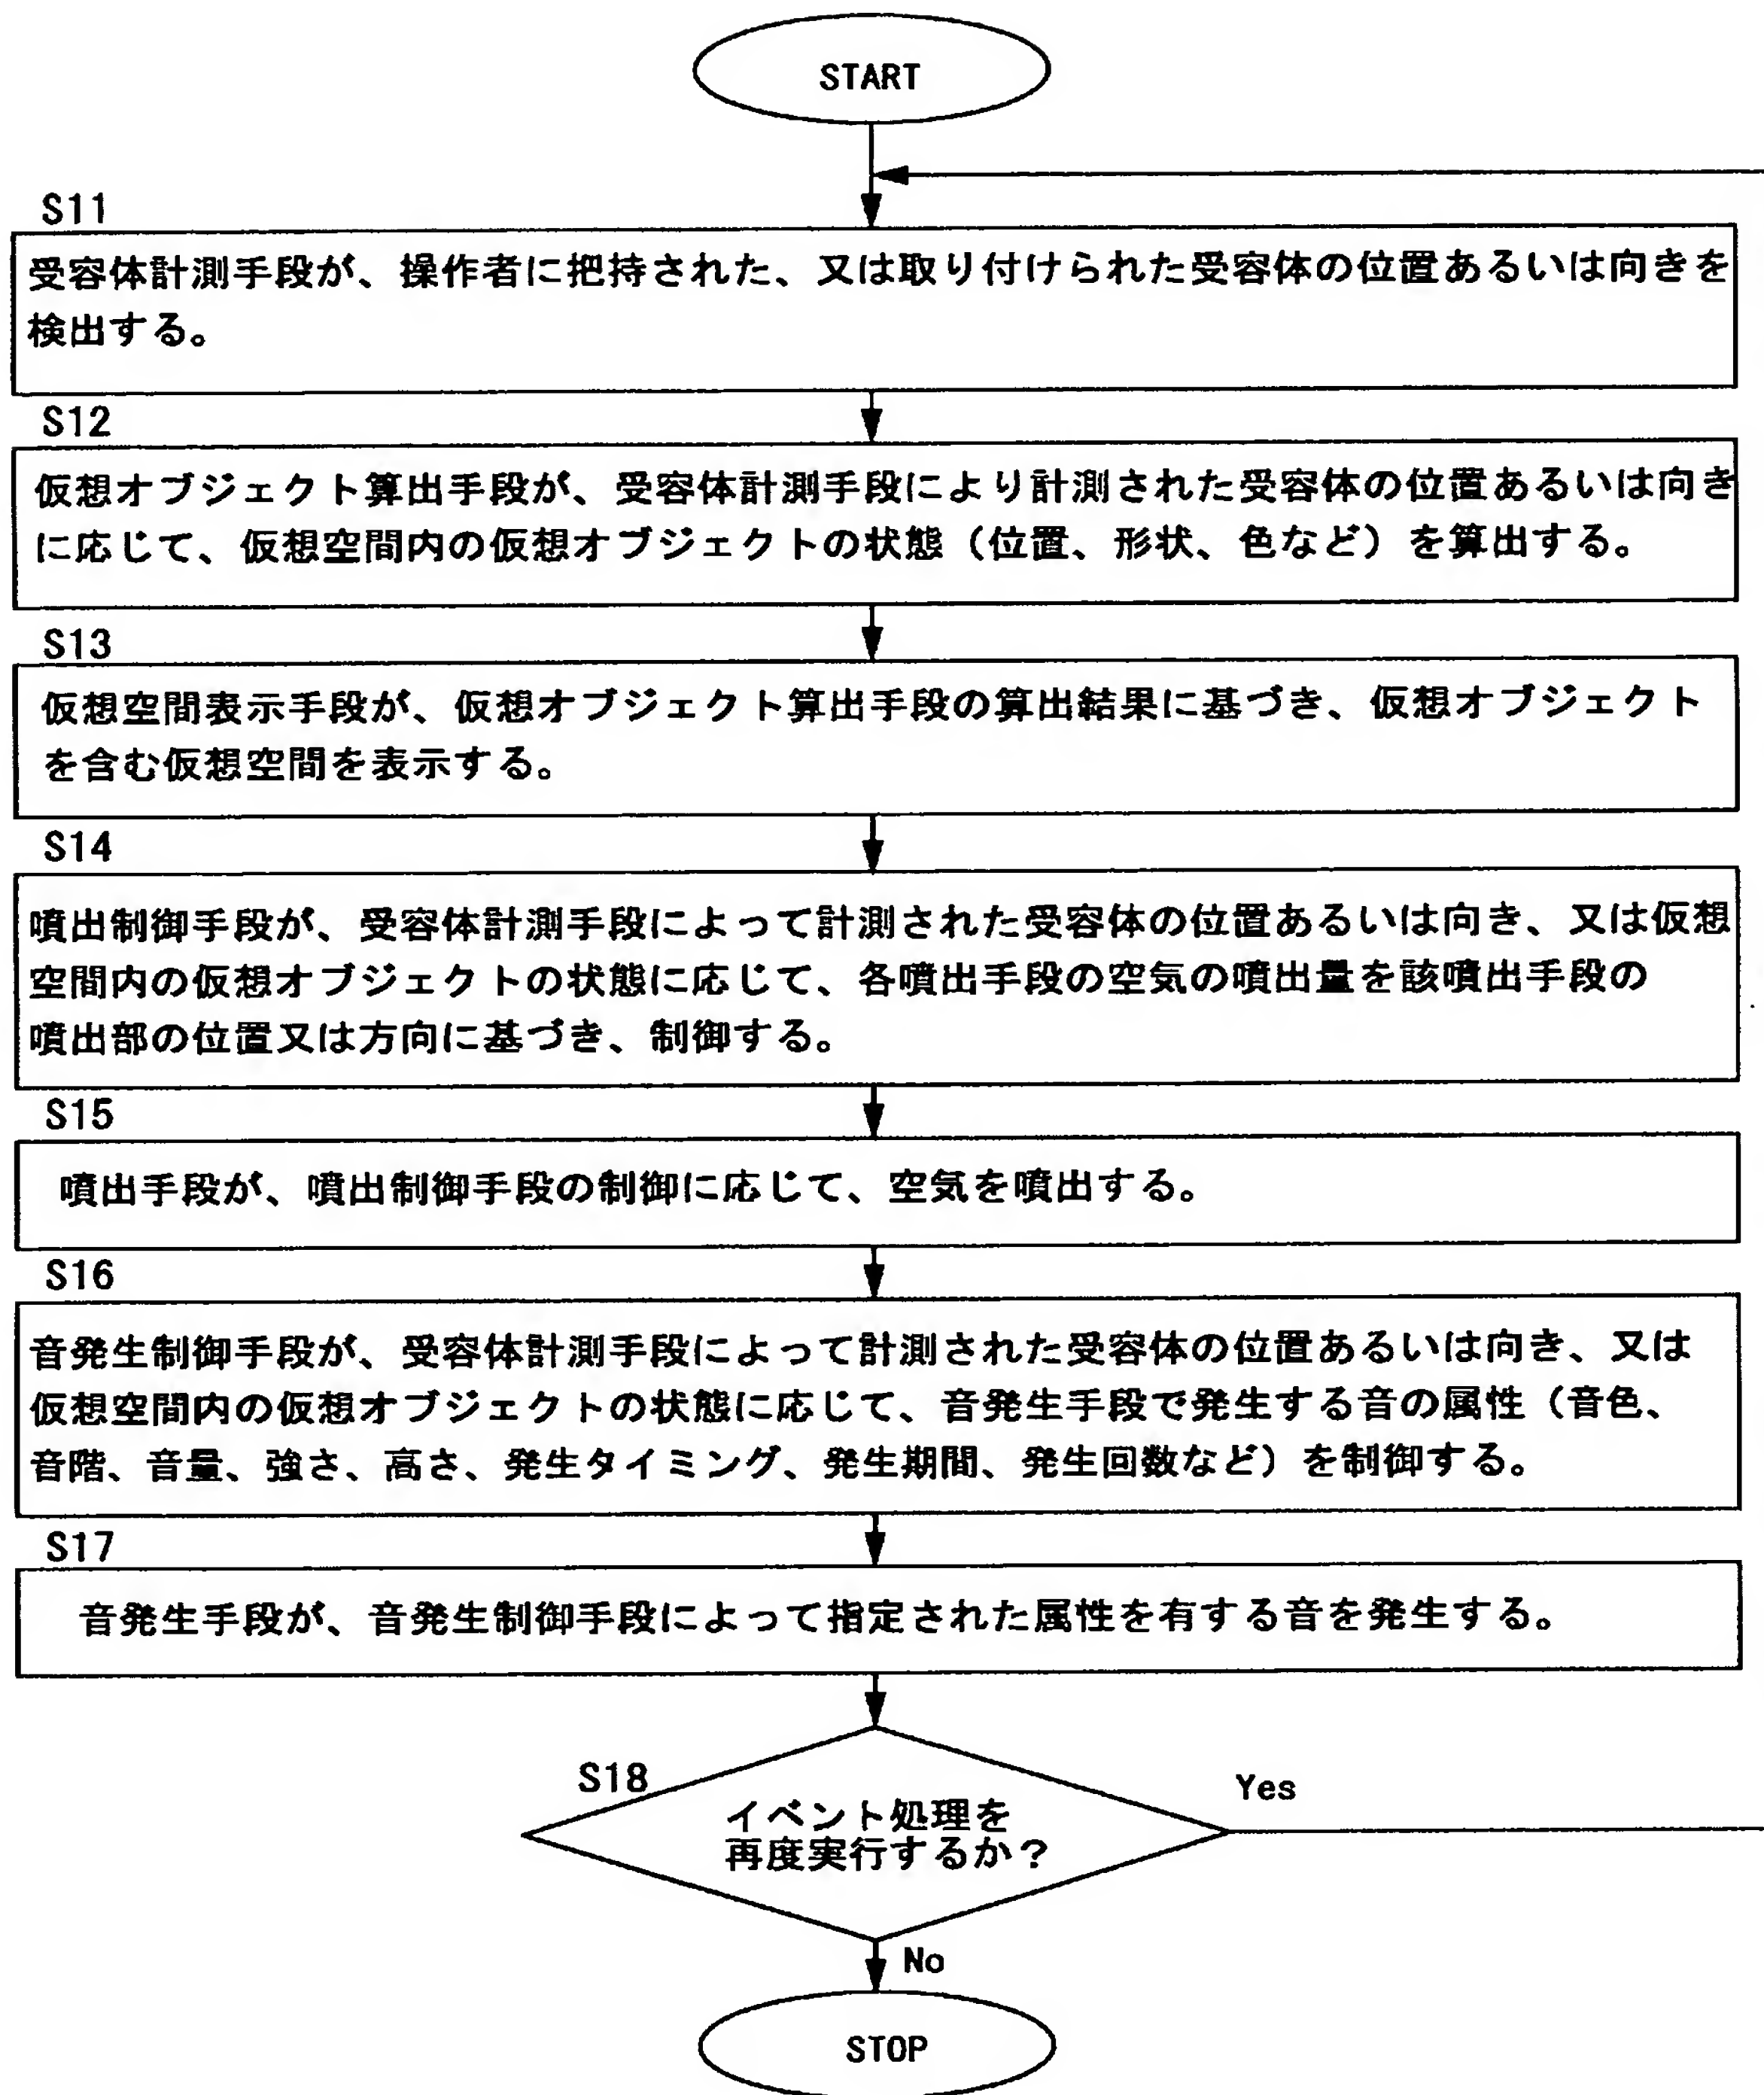 START
S11
受容体計測手段が、操作者に把持された、又は取り付けられた受容体の位置あるいは向きを
検出する。
S12
仮想オブジェクト算出手段が、受容体計測手段により計測された受容体の位置あるいは向き
に応じて、仮想空間内の仮想オブジェクトの状態（位置、形状、色など）を算出する。
S13
仮想空間表示手段が、仮想オブジェクト算出手段の算出結果に基づき、仮想オブジェクト
を含む仮想空間を表示する。
S14
噴出制御手段が、受容体計測手段によって計測された受容体の位置あるいは向き、又は仮想
空間内の仮想オブジェクトの状態に応じて、各噴出手段の空気の噴出量を該噴出手段の
噴出部の位置又は方向に基づき、制御する。
S15
噴出手段が、噴出制御手段の制御に応じて、空気を噴出する。
S16
音発生制御手段が、受容体計測手段によって計測された受容体の位置あるいは向き、又は
仮想空間内の仮想オブジェクトの状態に応じて、音発生手段で発生する音の属性（音色、
音階、音量、強さ、高さ、発生タイミング、発生期間、発生回数など）を制御する。
S17
音発生手段が、音発生制御手段によって指定された属性を有する音を発生する。
S18
イベント処理を
再度実行するか？
Yes
No
STOP